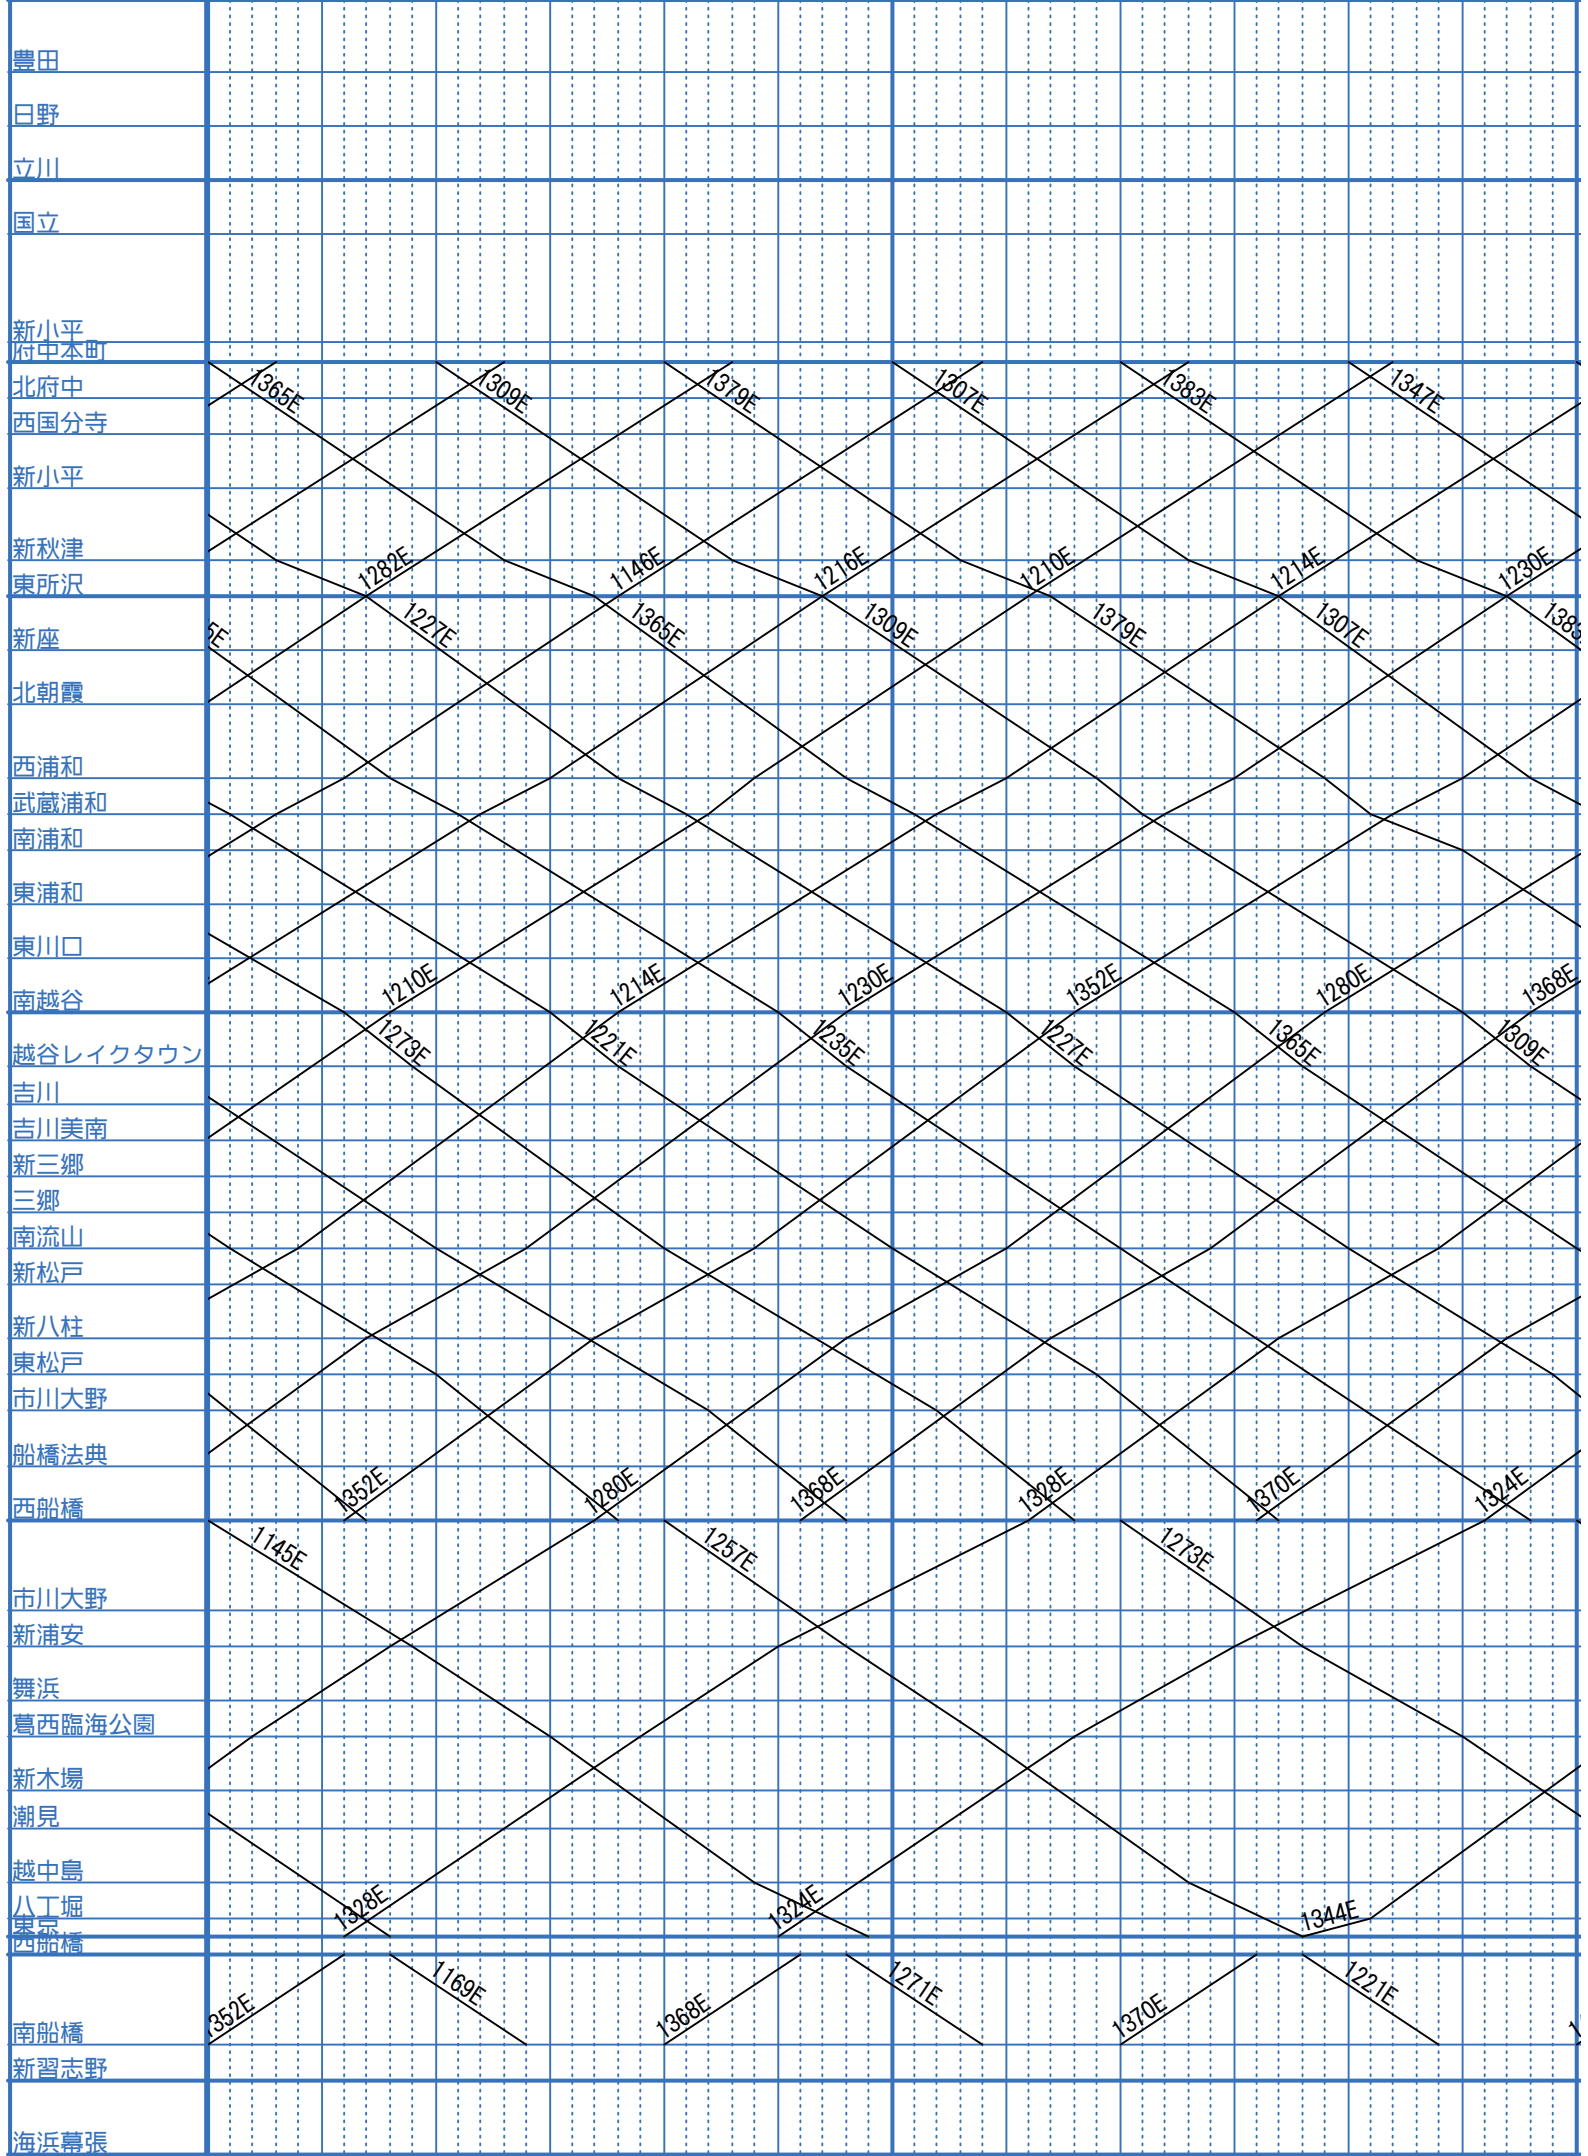 豊田
日野
立川
国立
新小平
府中本町
北府中
1365E 1309E 1379E 1307E 1383E 1347E
西国分寺
新小平
新秋津
1282E 1146E 1216E 1210E 1214E 1230E
東所沢
新座
5E 1227E 1365E 1309E 1379E 1307E 1383
北朝霞
西浦和
武蔵浦和
南浦和
東浦和
東川口
南越谷
1210E 1214E 1230E 1352E 1280E 1368E
越谷レイクタウン
1273E 1221E 1235E 1227E 1365E 1309E
吉川
吉川美南
新三郷
三郷
南流山
新松戸
新八柱
東松戸
市川大野
船橋法典
西船橋
1352E 1280E 1368E 1328E 1370E 1324E
1145E 1257E 1273E
市川大野
新浦安
舞浜
葛西臨海公園
新木場
潮見
越中島
八丁堀
1328E 1324E 1344E
東京
西船橋
1169E 1271E 1221E
1352E 1368E 1370E
南船橋
新習志野
海浜幕張